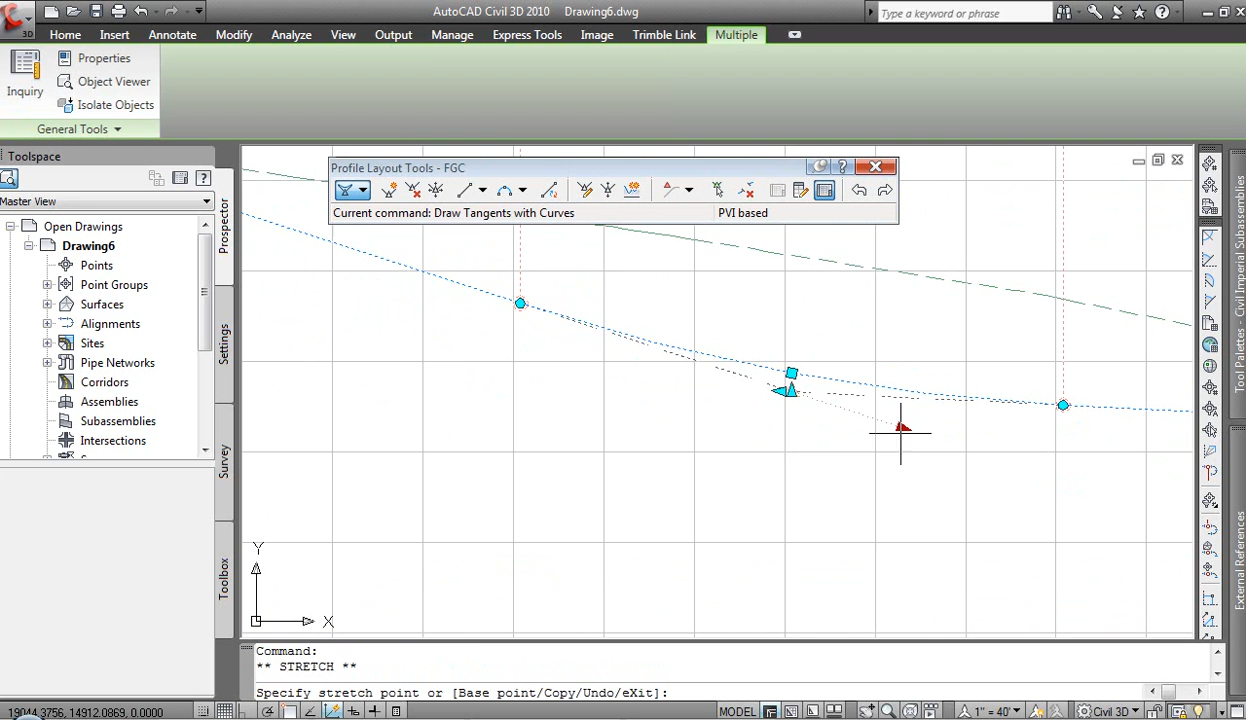 AutoCAD Civil 3D 2010 Drawing6.dwg
Type a keyword or phrase
3D
Home Insert Annotate Modify Analyze View Output Manage Express Tools Image Trimble Link Multiple
Inquiry
Properties
Object Viewer
Isolate Objects
General Tools
Toolspace
Master View
Open Drawings
Drawing6
Points
Point Groups
Surfaces
Alignments
Sites
Pipe Networks
Corridors
Assemblies
Subassemblies
Intersections
Prospector
Settings
Survey
Toolbox
Profile Layout Tools - FGC
Current command: Draw Tangents with Curves PVI based
Y
X
Tool Palettes - Civil Imperial Subassemblies
External References
Command:
** STRETCH **
Specify stretch point or [Base point/Copy/Undo/eXit]:
19044.3756, 14912.0869, 0.0000
MODEL
1" = 40'
Civil 3D